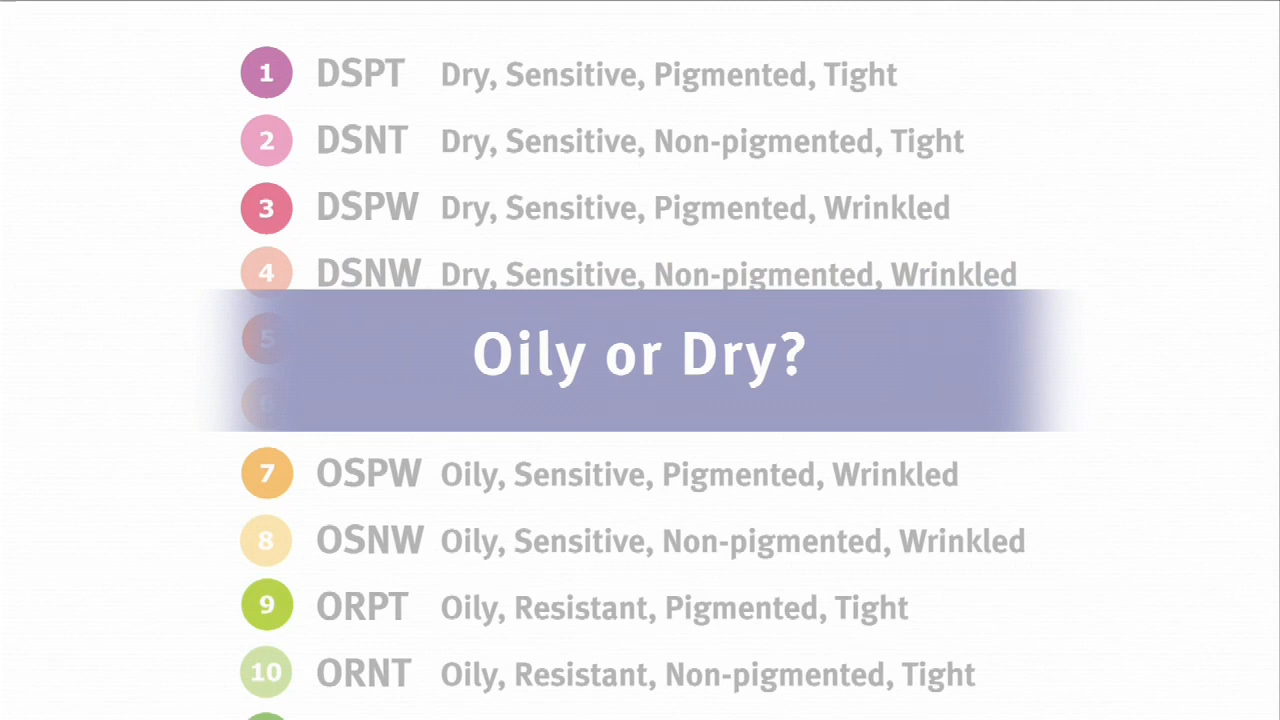 1 DSPT Dry, Sensitive, Pigmented, Tight
2 DSNT Dry, Sensitive, Non-pigmented, Tight
3 DSPW Dry, Sensitive, Pigmented, Wrinkled
4 DSNW Dry, Sensitive, Non-pigmented, Wrinkled
5
Oily or Dry?
6
7 OSPW Oily, Sensitive, Pigmented, Wrinkled
8 OSNW Oily, Sensitive, Non-pigmented, Wrinkled
9 ORPT Oily, Resistant, Pigmented, Tight
10 ORNT Oily, Resistant, Non-pigmented, Tight